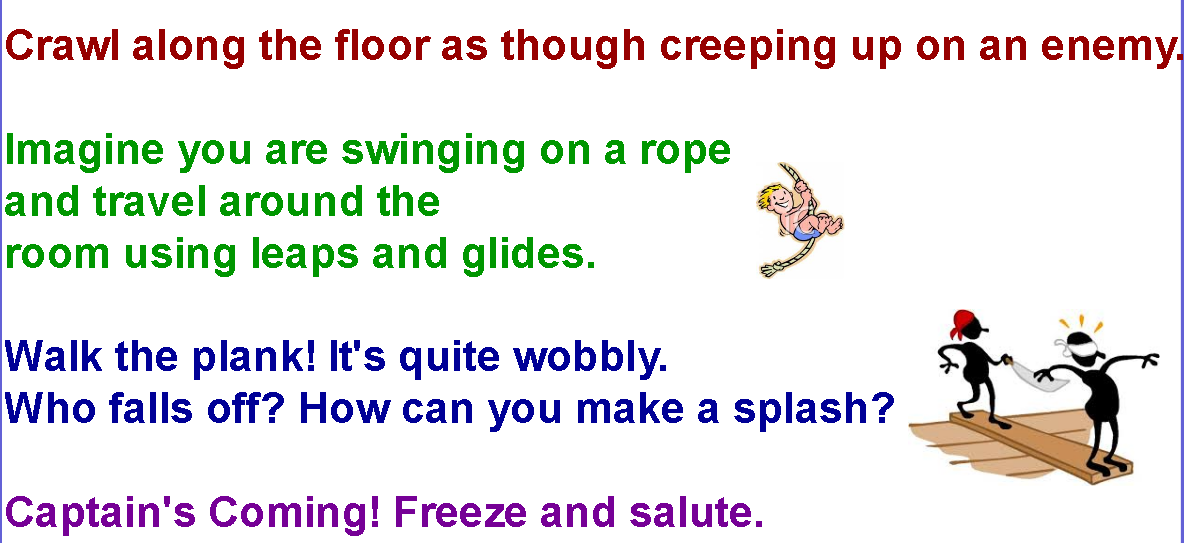 Crawl along the floor as though creeping up on an enemy.
Imagine you are swinging on a rope
and travel around the
room using leaps and glides.
Walk the plank! It's quite wobbly.
Who falls off? How can you make a splash?
Captain's Coming! Freeze and salute.